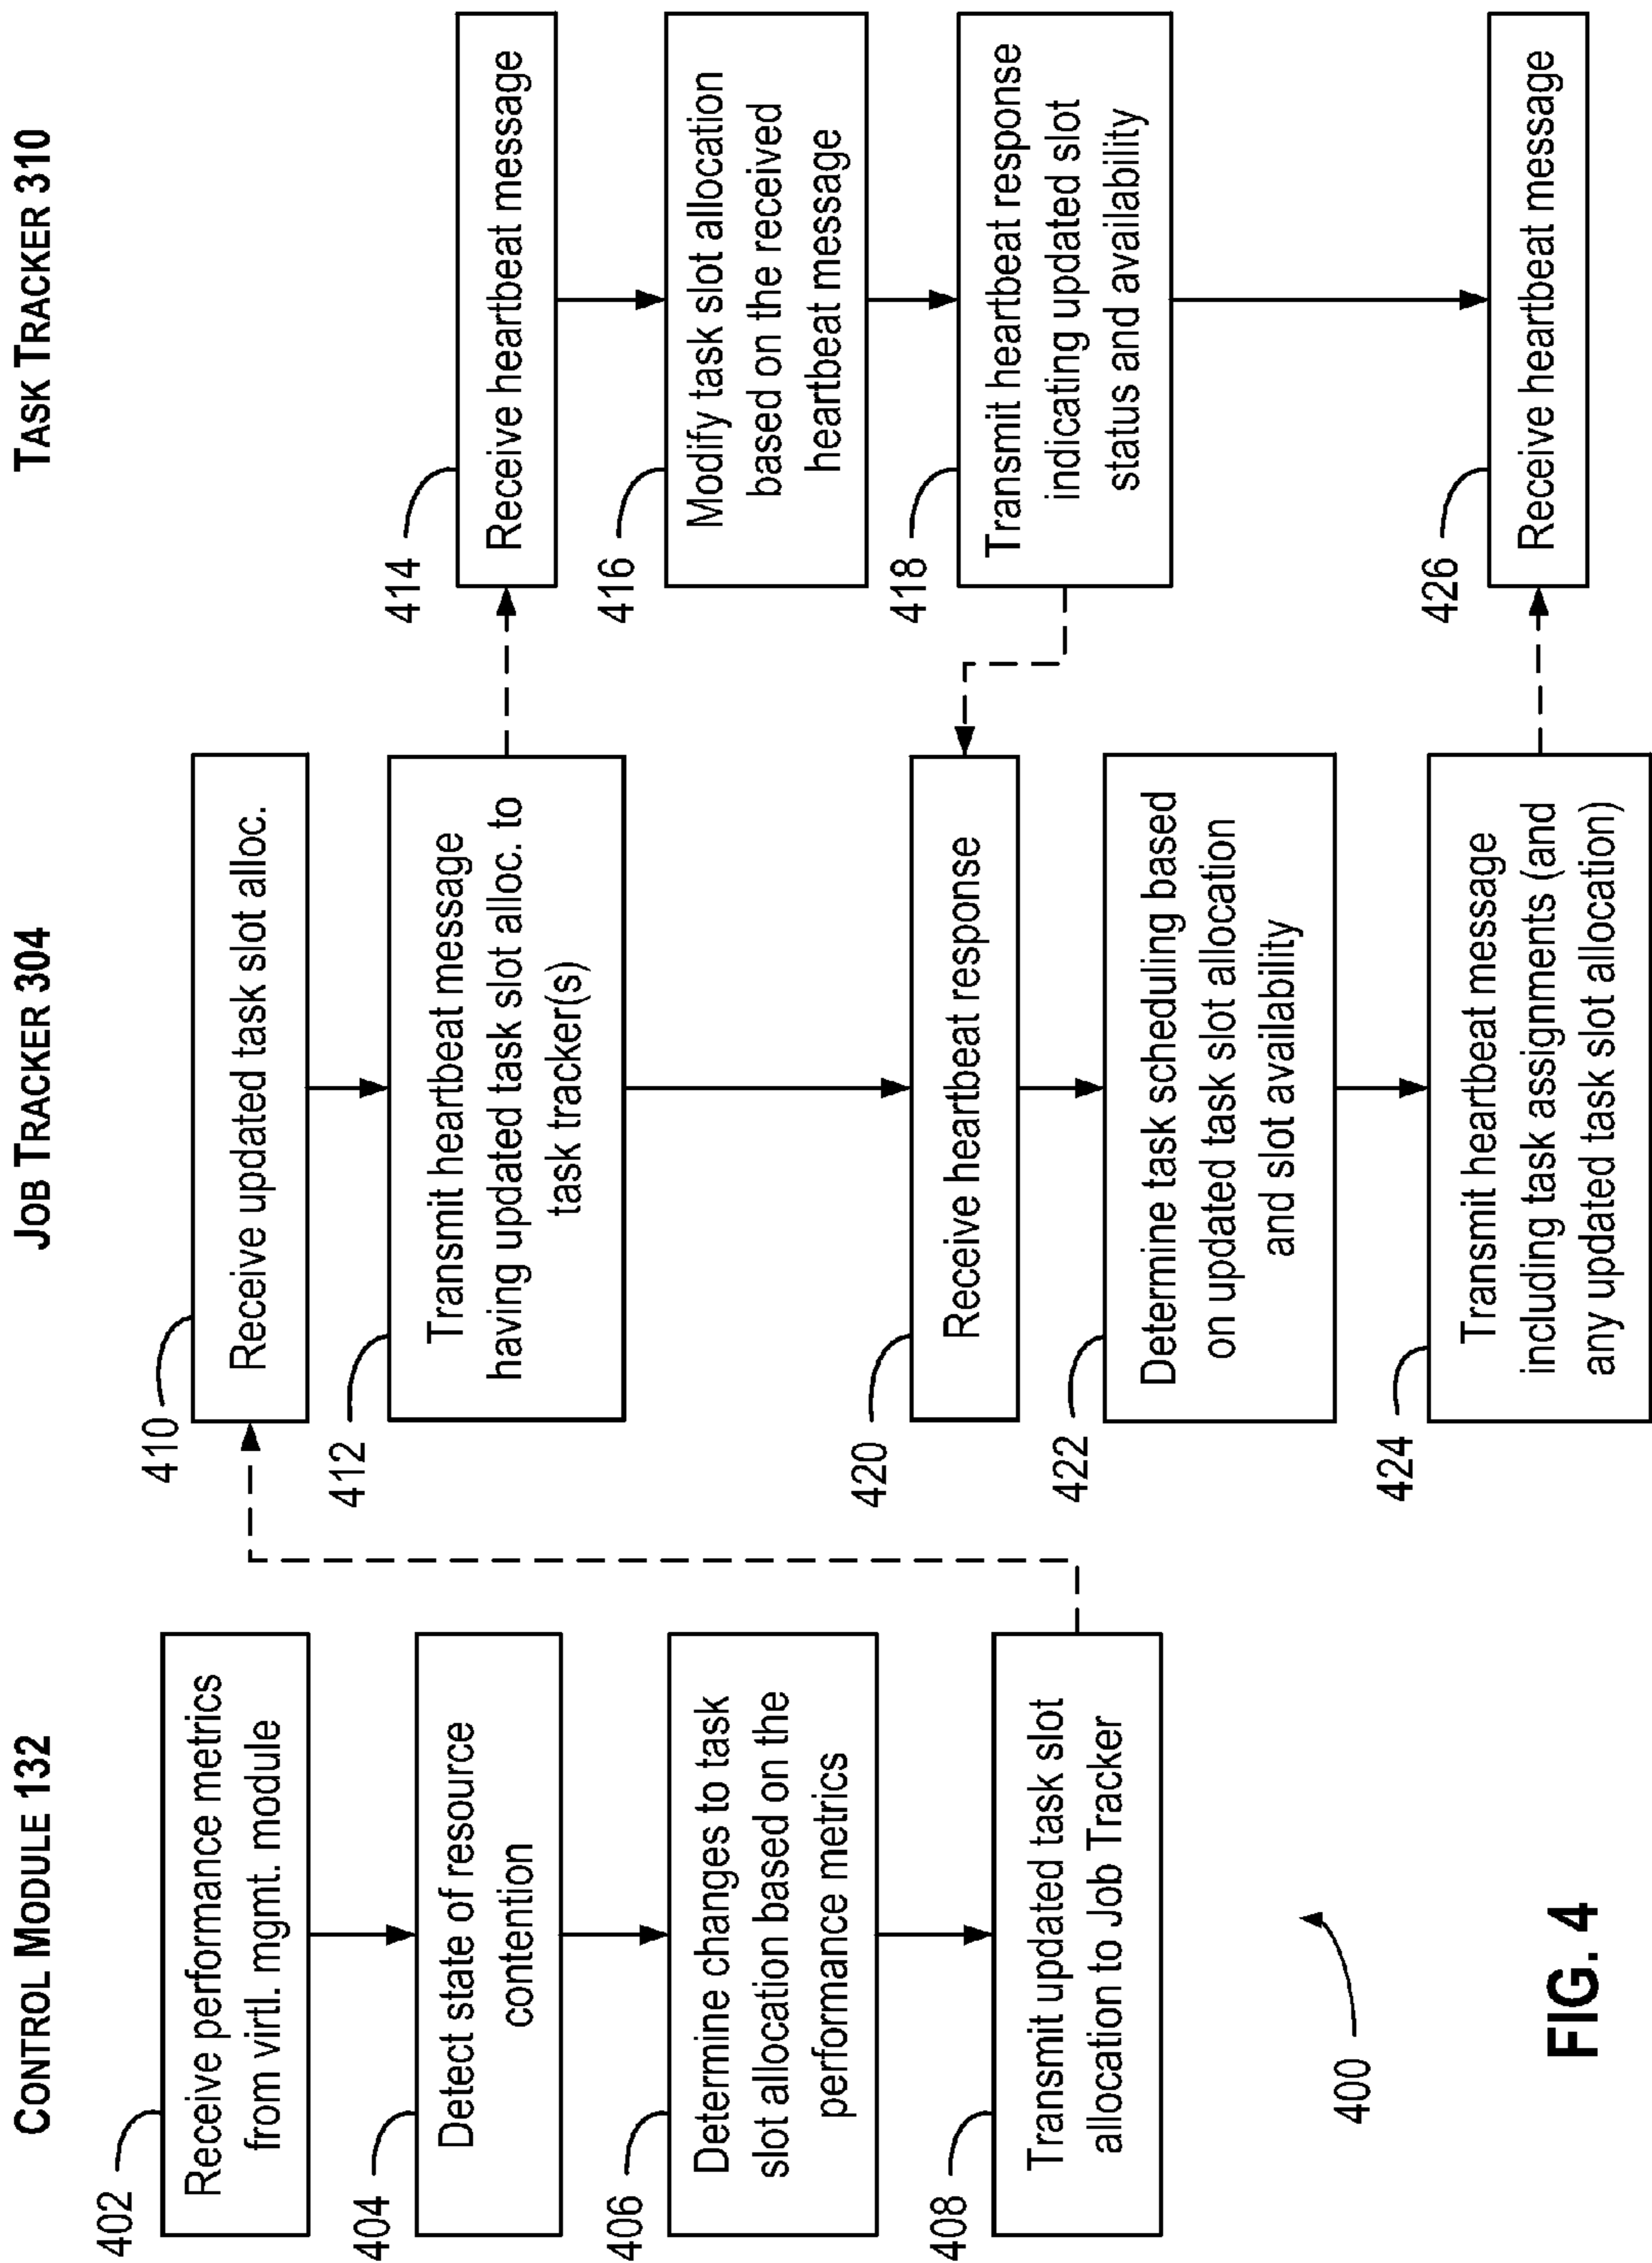 CONTROL MODULE 132
402
Receive performance metrics
from virtl. mgmt. module
404
Detect state of resource
contention
406
Determine changes to task
slot allocation based on the
performance metrics
408
Transmit updated task slot
allocation to Job Tracker
JOB TRACKER 304
410
Receive updated task slot alloc.
412
Transmit heartbeat message
having updated task slot alloc. to
task tracker(s)
420
Receive heartbeat response
422
Determine task scheduling based
on updated task slot allocation
and slot availability
424
Transmit heartbeat message
including task assignments (and
any updated task slot allocation)
TASK TRACKER 310
414
Receive heartbeat message
416
Modify task slot allocation
based on the received
heartbeat message
418
Transmit heartbeat response
indicating updated slot
status and availability
426
Receive heartbeat message
400
FIG. 4